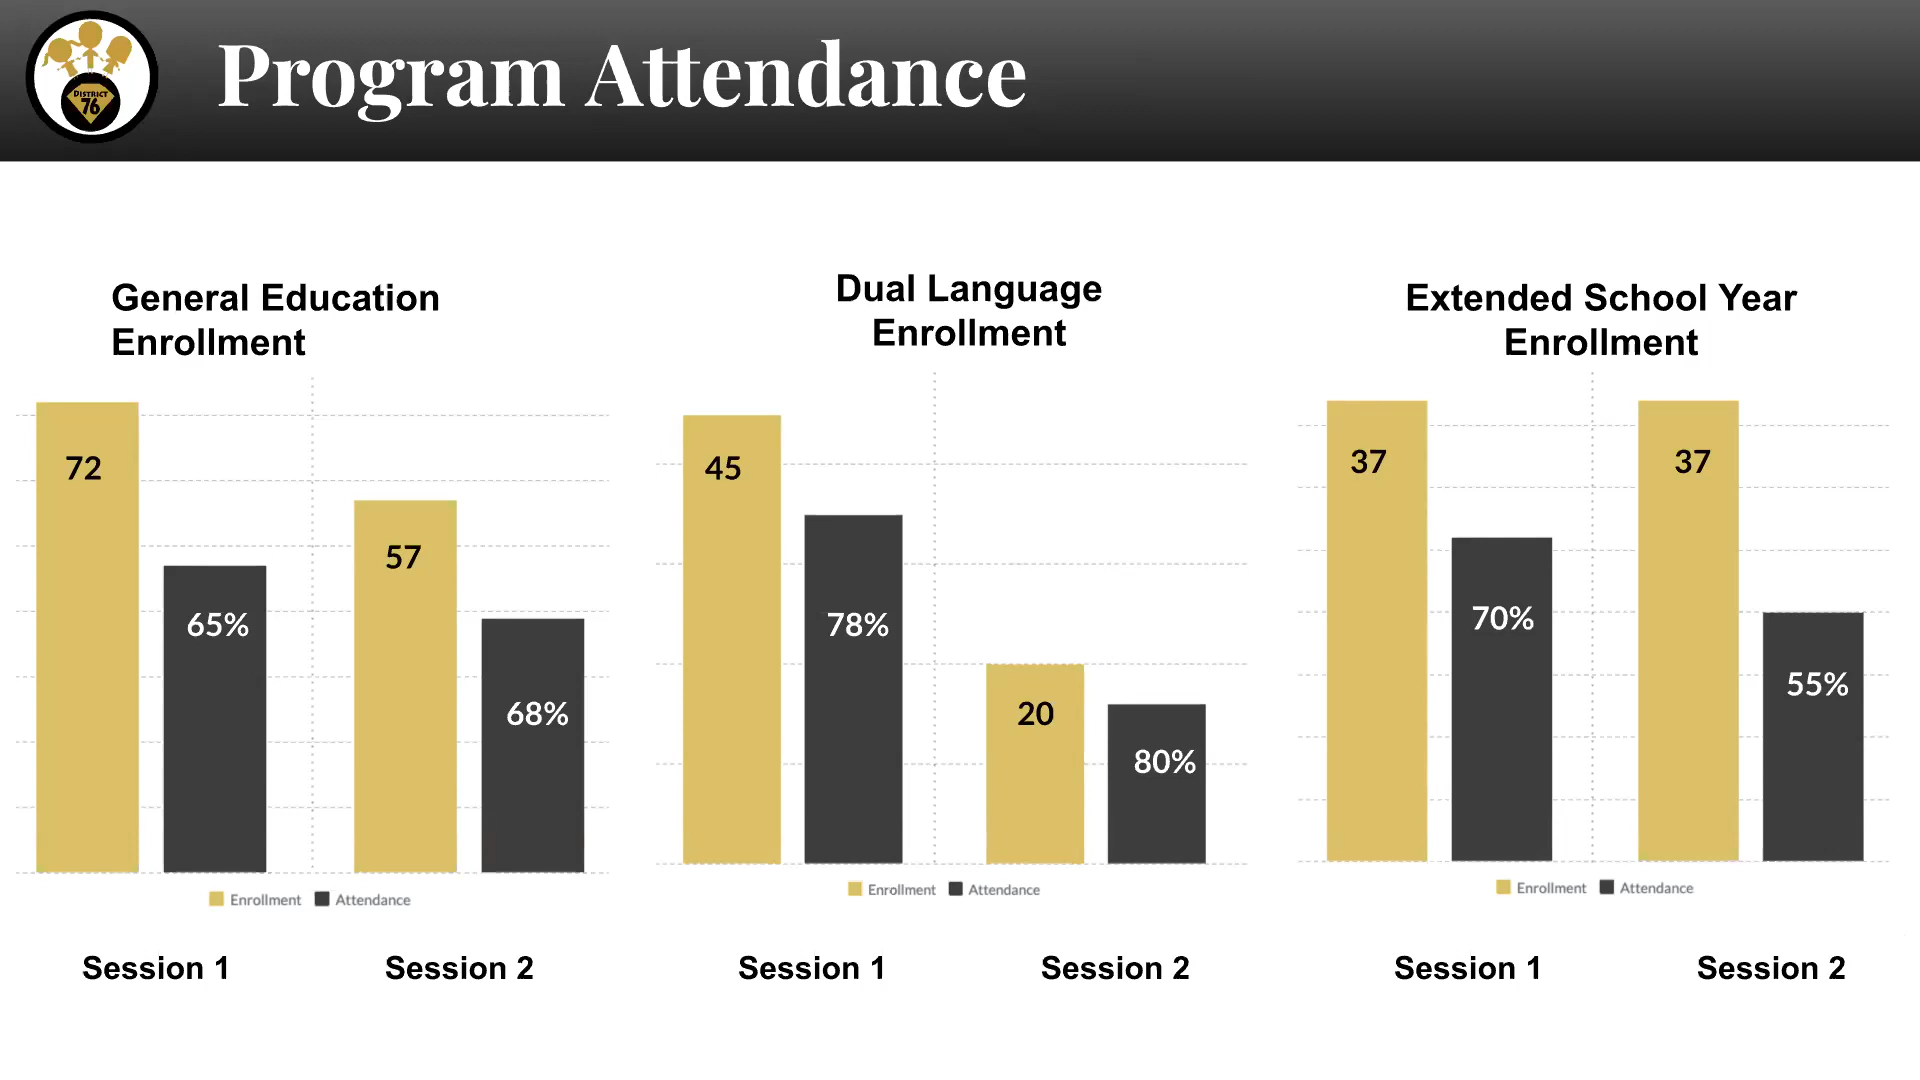 DISTRICT
76
Program Attendance
General Education
Enrollment
72
65%
57
68%
Enrollment Attendance
Session 1 Session 2
Dual Language
Enrollment
45
78%
20
80%
Enrollment Attendance
Session 1 Session 2
Extended School Year
Enrollment
37
70%
37
55%
Enrollment Attendance
Session 1 Session 2